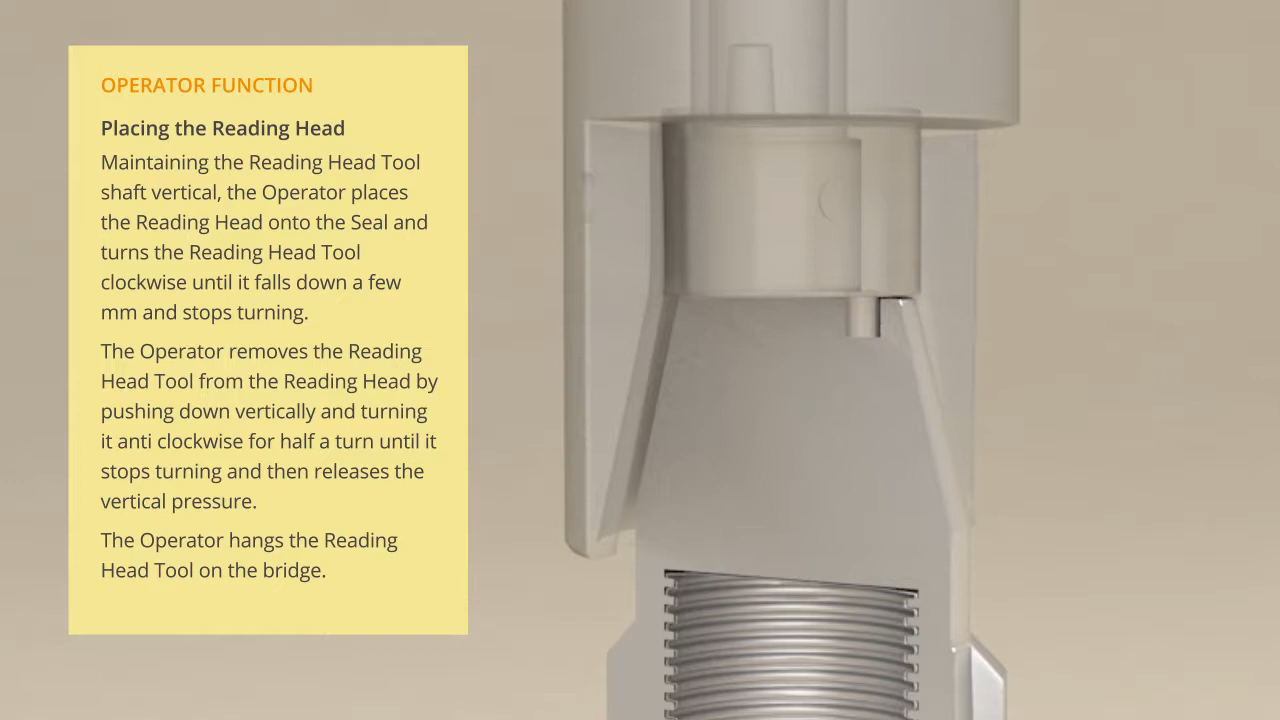 OPERATOR FUNCTION
Placing the Reading Head
Maintaining the Reading Head Tool
shaft vertical, the Operator places
the Reading Head onto the Seal and
turns the Reading Head Tool
clockwise until it falls down a few
mm and stops turning.
The Operator removes the Reading
Head Tool from the Reading Head by
pushing down vertically and turning
it anti clockwise for half a turn until it
stops turning and then releases the
vertical pressure.
The Operator hangs the Reading
Head Tool on the bridge.